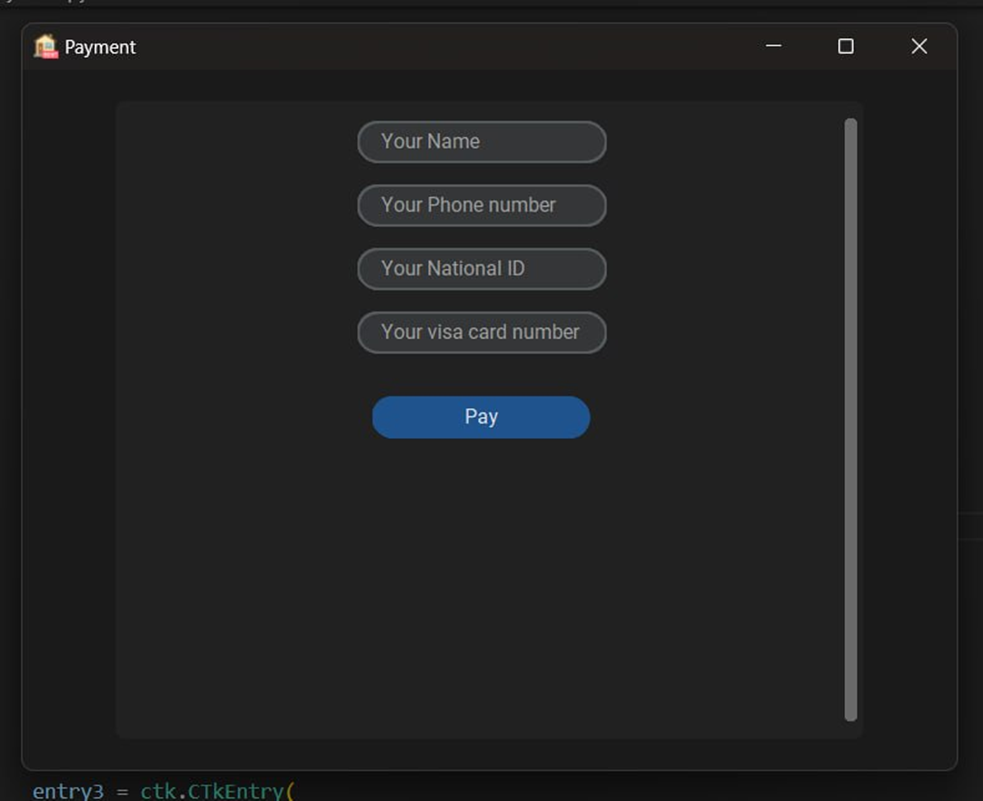 Payment
Your Name
Your Phone number
Your National ID
Your visa card number
Pay
entry3 = ctk.CTkEntry(